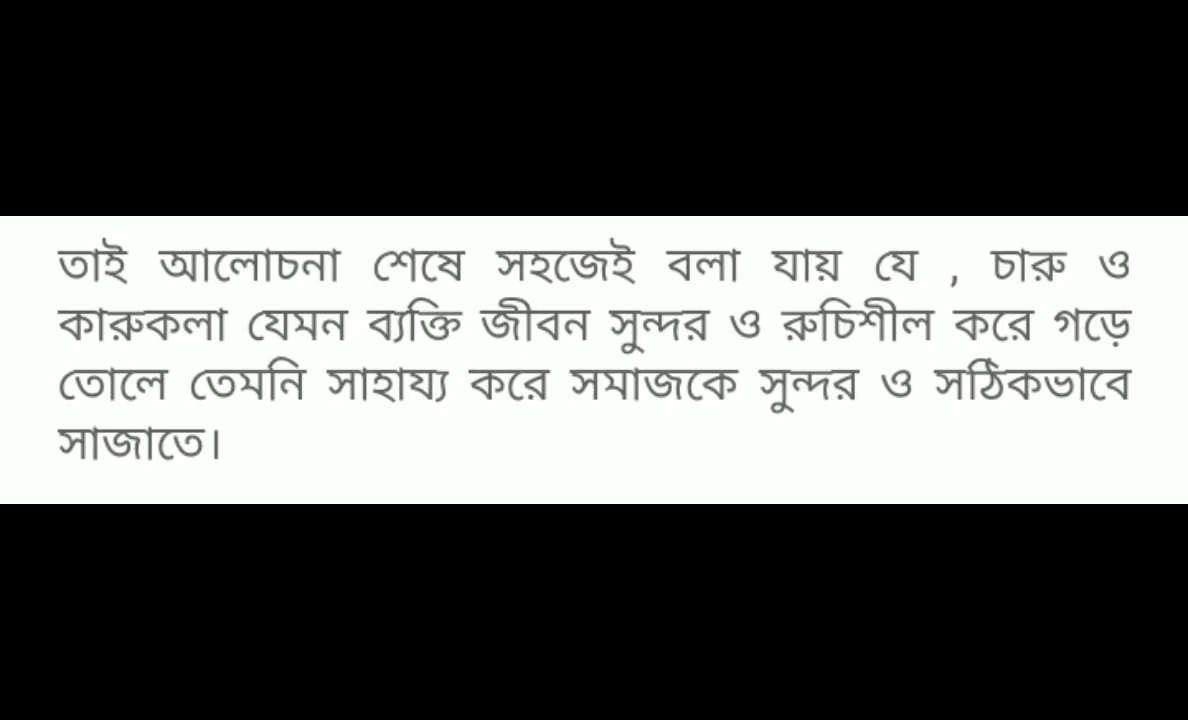 তাই আলোচনা শেষে সহজেই বলা যায় যে , চারু ও
কারুকলা যেমন ব্যক্তি জীবন সুন্দর ও রুচিশীল করে গড়ে
তোলে তেমনি সাহায্য করে সমাজকে সুন্দর ও সঠিকভাবে
সাজাতে।